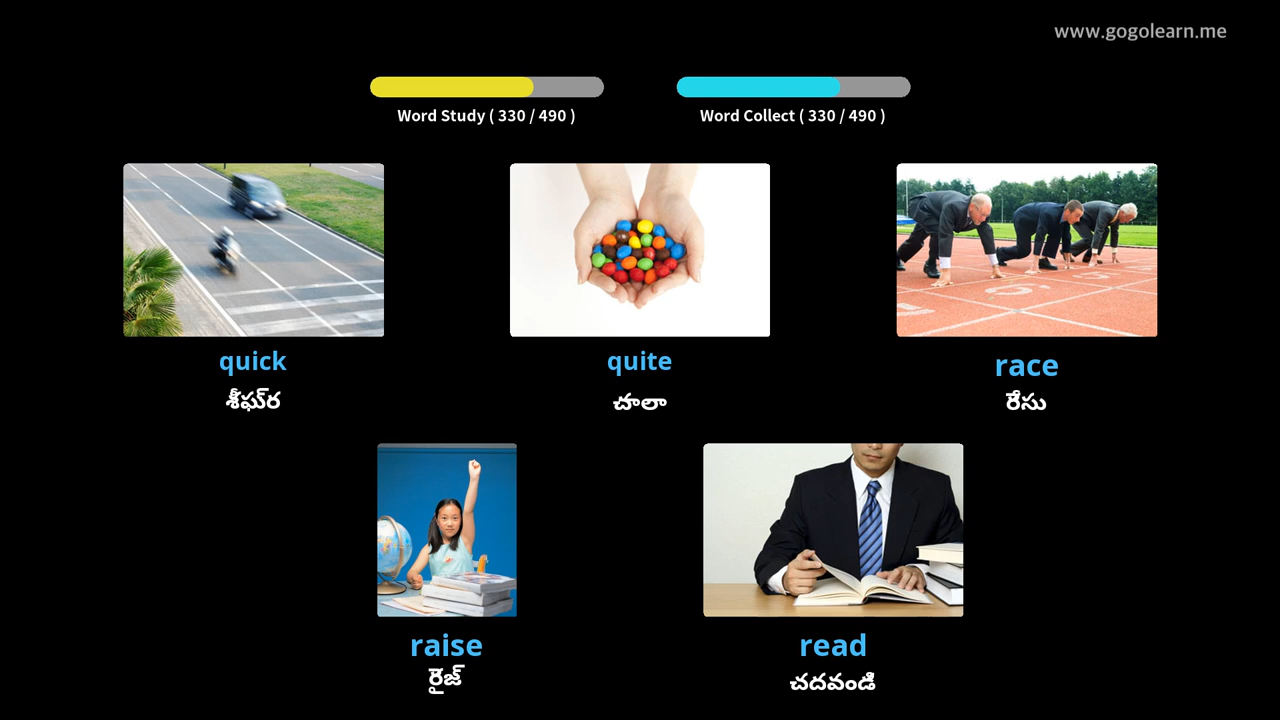 www.gogolearn.me
Word Study ( 330 / 490 )
Word Collect ( 330 / 490 )
quick
శీఘ్ర
quite
చాలా
race
రేసు
raise
రైజ్
read
చదవండి